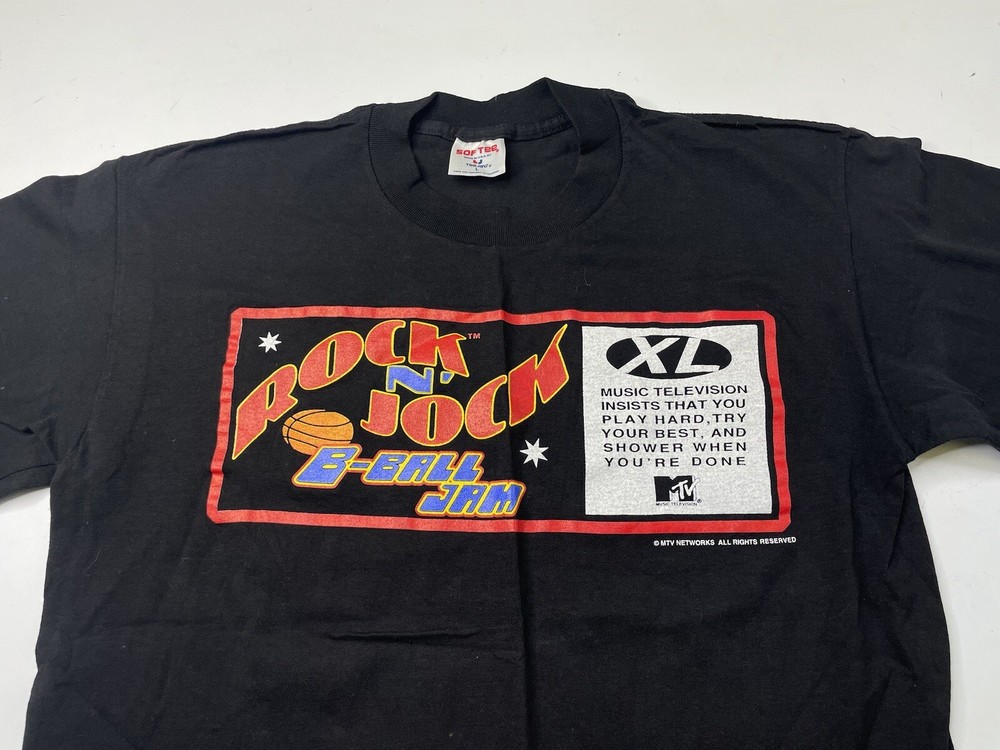 SOFTEE
L
ROCK™
N'
JOCK
B-BALL
JAM
XL
MUSIC TELEVISION
INSISTS THAT YOU
PLAY HARD, TRY
YOUR BEST, AND
SHOWER WHEN
YOU'RE DONE
MTV®
MUSIC TELEVISION
© MTV NETWORKS ALL RIGHTS RESERVED